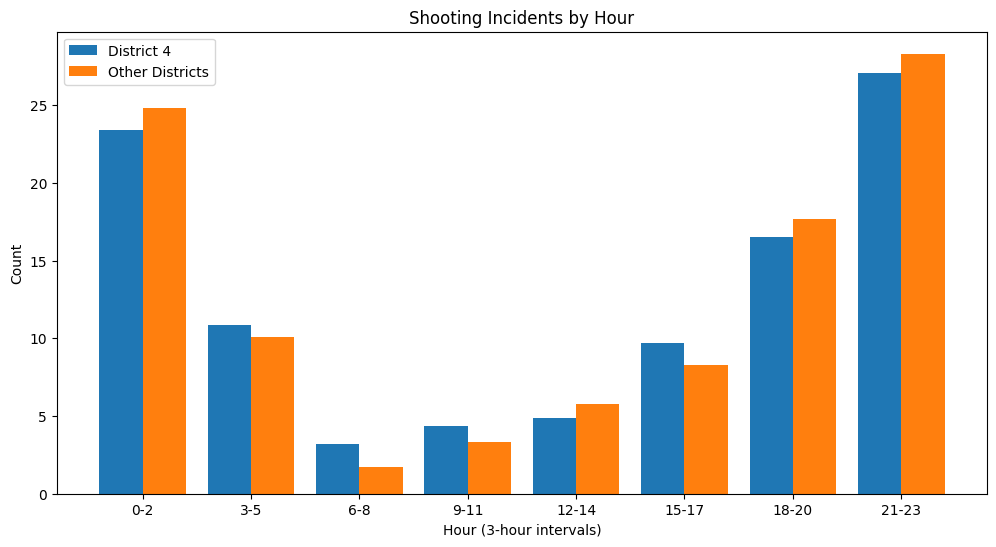 Shooting Incidents by Hour
District 4
Other Districts
Count
25
20
15
10
5
0
0-2 3-5 6-8 9-11 12-14 15-17 18-20 21-23
Hour (3-hour intervals)